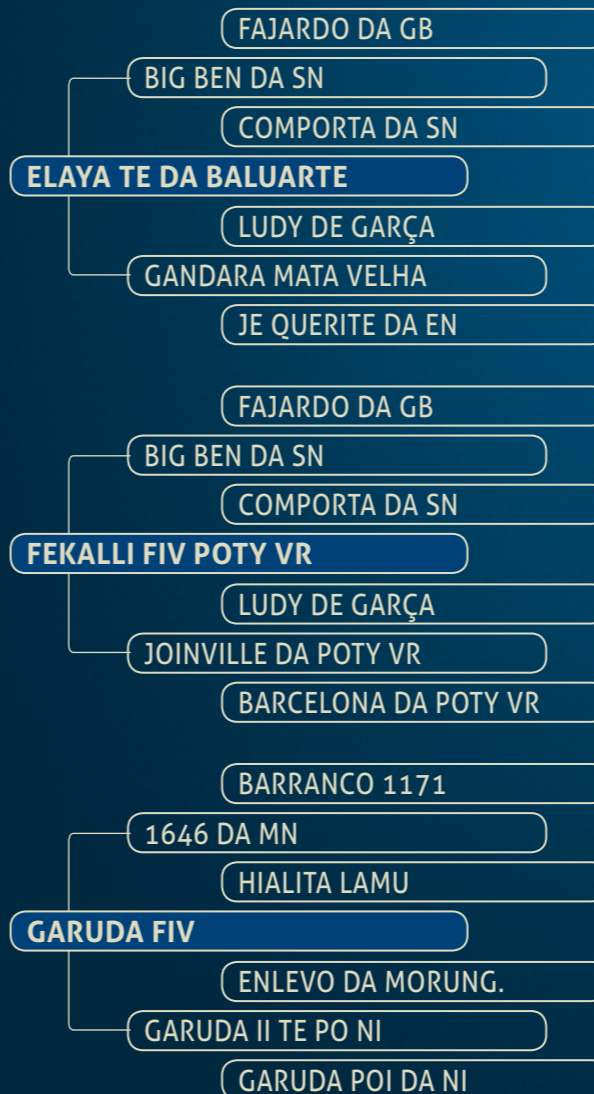 FAJARDO DA GB
BIG BEN DA SN
COMPORTA DA SN
ELAYA TE DA BALUARTE
LUDY DE GARÇA
GANDARA MATA VELHA
JE QUERITE DA EN
FAJARDO DA GB
BIG BEN DA SN
COMPORTA DA SN
FEKALLI FIV POTY VR
LUDY DE GARÇA
JOINVILLE DA POTY VR
BARCELONA DA POTY VR
BARRANCO 1171
1646 DA MN
HIALITA LAMU
GARUDA FIV
ENLEVO DA MORUNG.
GARUDA II TE PO NI
GARUDA POI DA NI